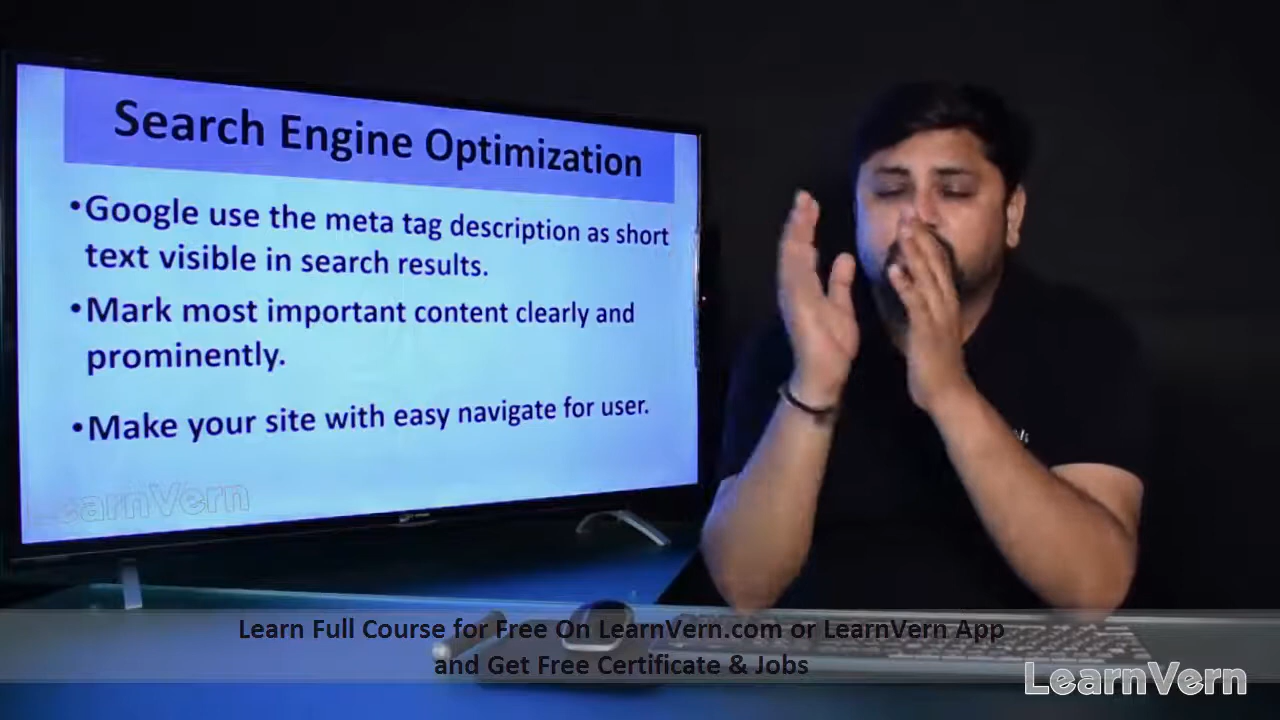 Search Engine Optimization
•Google use the meta tag description as short
text visible in search results.
•Mark most important content clearly and
prominently.
•Make your site with easy navigate for user.
LearnVern
Learn Full Course for Free On LearnVern.com or LearnVern App
and Get Free Certificate & Jobs
LearnVern